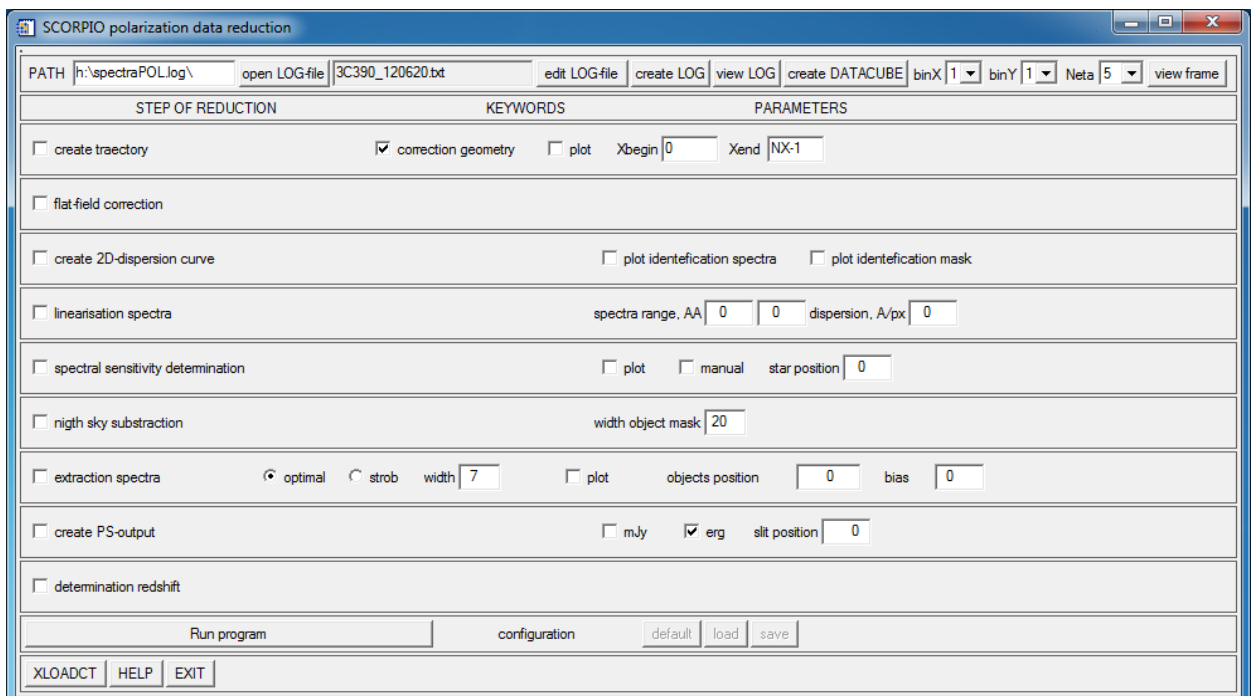 SCORPIO polarization data reduction
PATH h:\spectraPOL.log\ open LOG-file 3C390_120620.txt edit LOG-file create LOG view LOG create DATACUBE binX 1 binY 1 Neta 5 view frame
STEP OF REDUCTION KEYWORDS PARAMETERS
create traectory correction geometry plot Xbegin 0 Xend NX-1
flat-field correction
create 2D-dispersion curve plot identefication spectra plot identefication mask
linearisation spectra spectra range, AA 0 0 dispersion, A/px 0
spectral sensitivity determination plot manual star position 0
nigth sky substraction width object mask 20
extraction spectra optimal strob width 7 plot objects position 0 bias 0
create PS-output mJy erg slit position 0
determination redshift
Run program configuration default load save
XLOADCT HELP EXIT